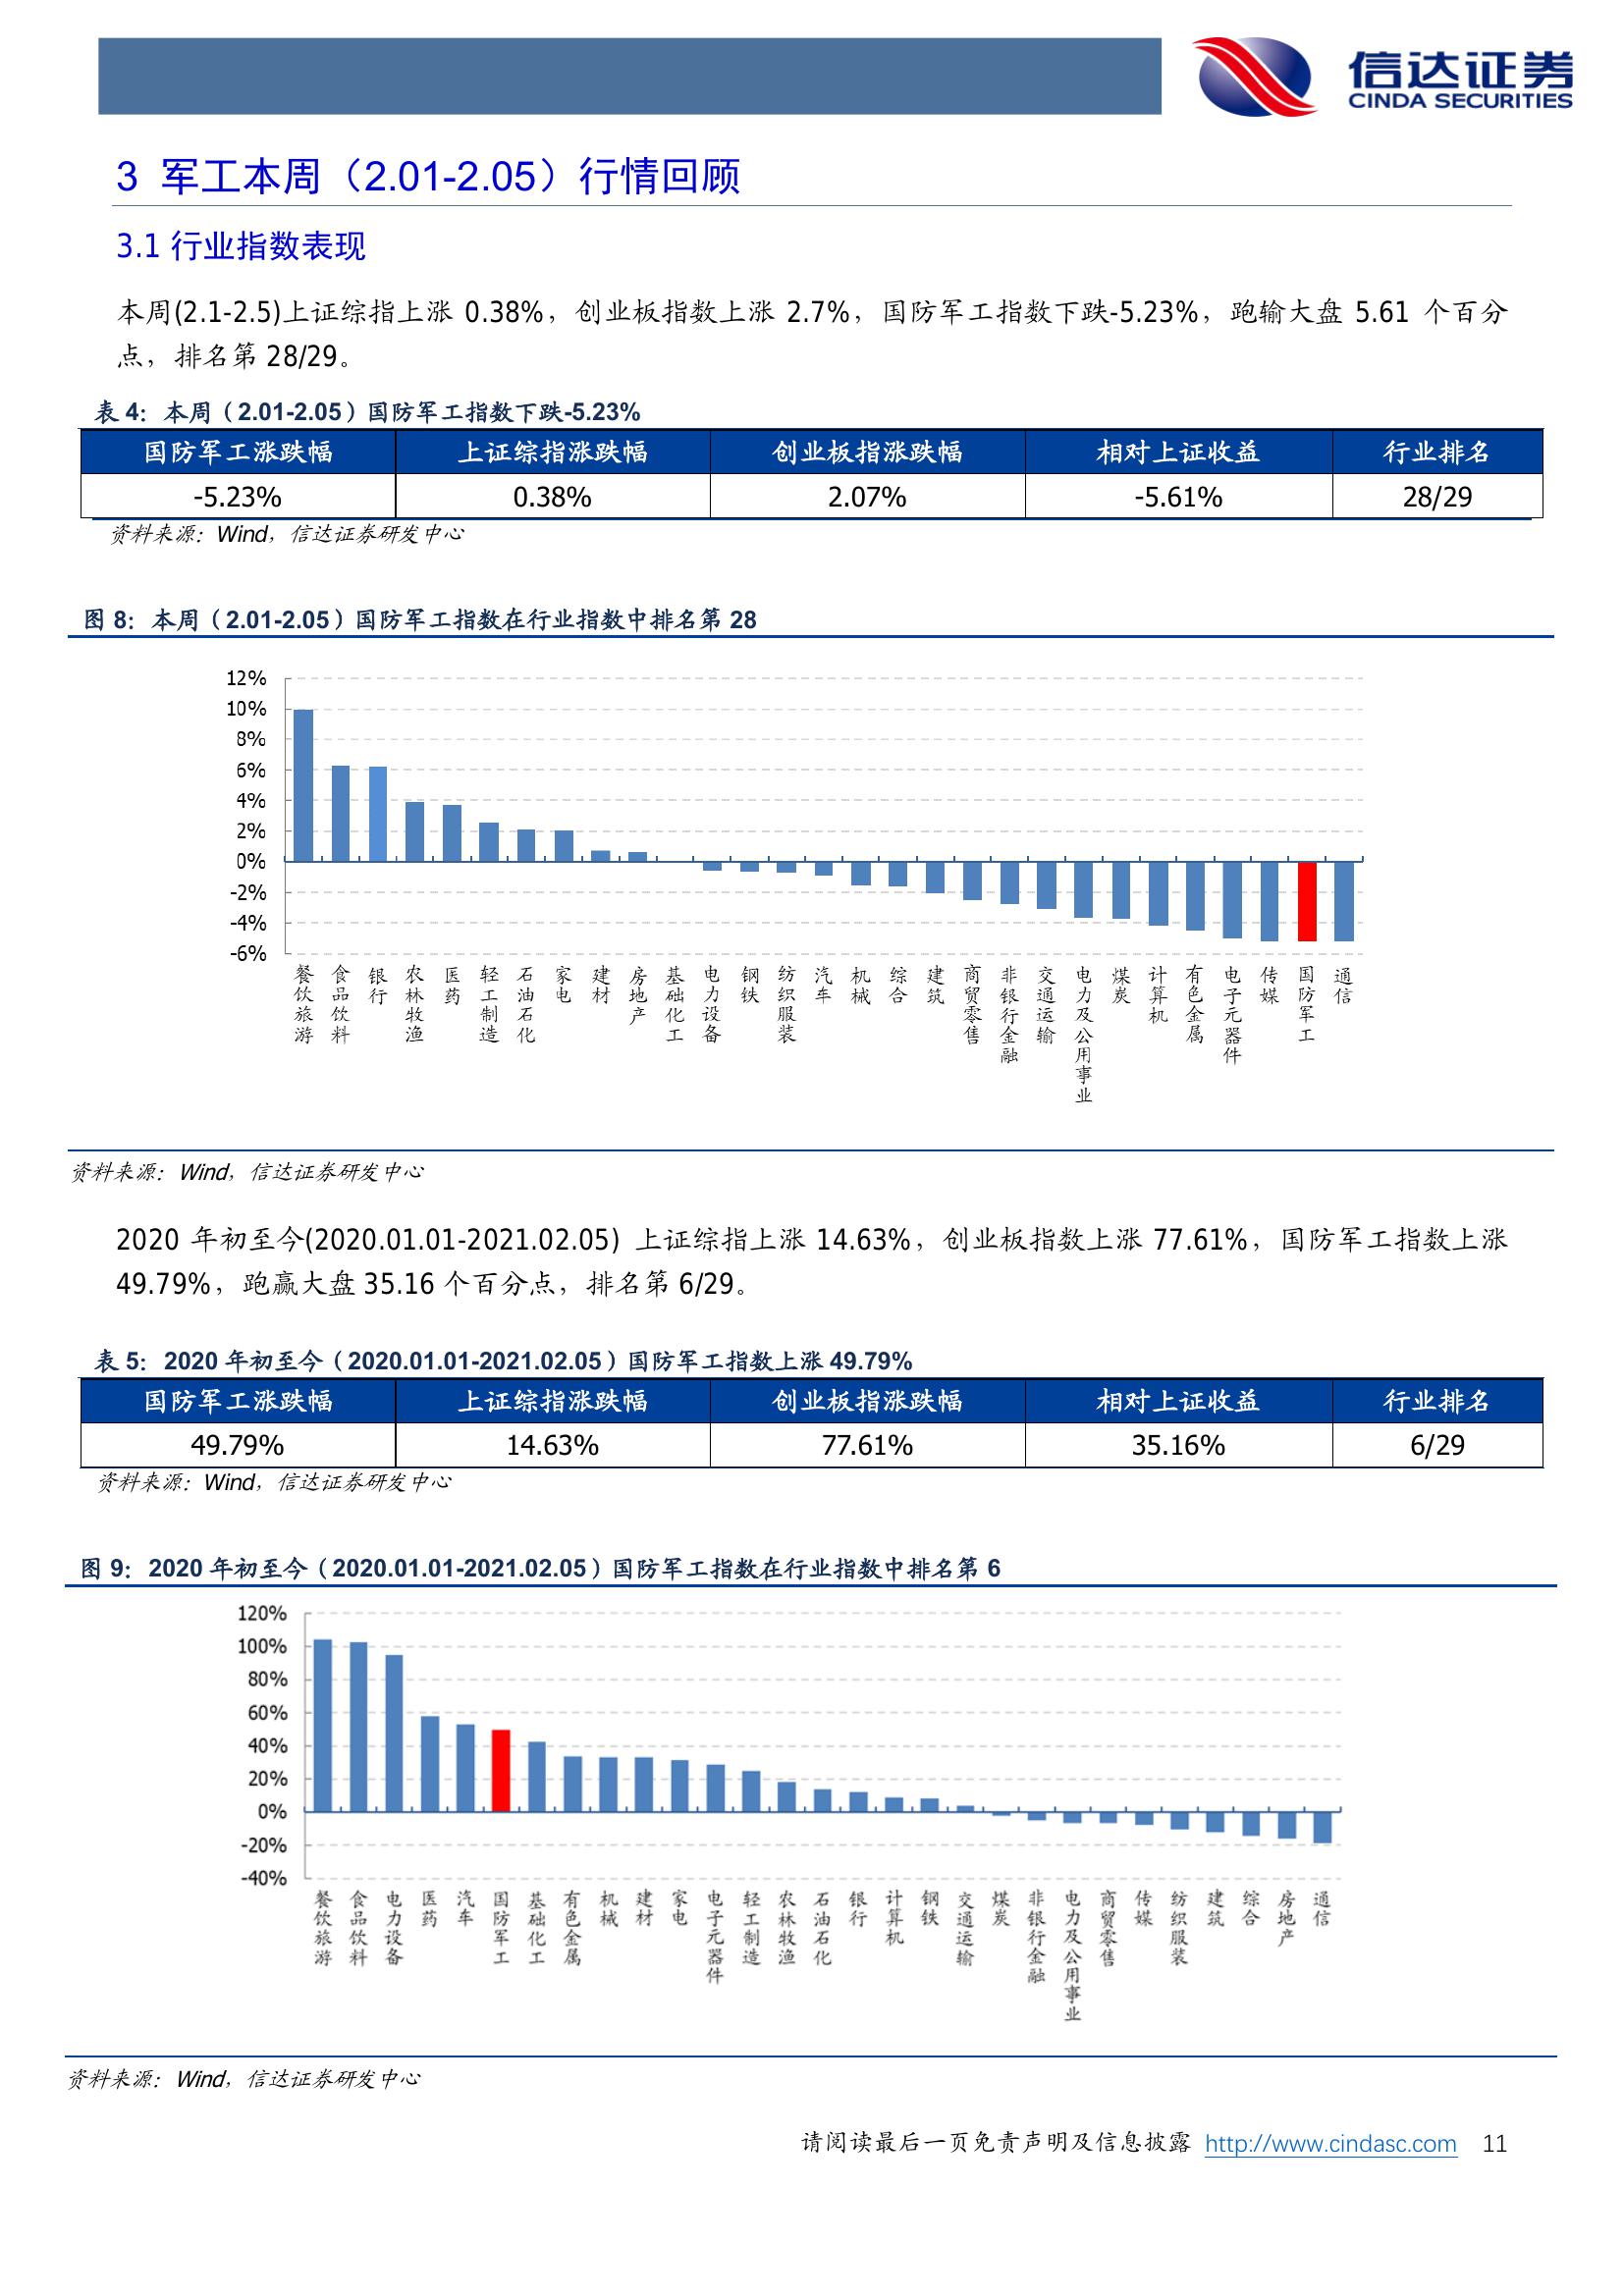 信达证券
CINDA SECURITIES
3 军工本周（2.01-2.05）行情回顾
3.1 行业指数表现
本周(2.1-2.5)上证综指上涨 0.38%，创业板指数上涨 2.7%，国防军工指数下跌-5.23%，跑输大盘 5.61 个百分
点，排名第 28/29。
表 4：本周（2.01-2.05）国防军工指数下跌-5.23%
国防军工涨跌幅 上证综指涨跌幅 创业板指涨跌幅 相对上证收益 行业排名
-5.23% 0.38% 2.07% -5.61% 28/29
资料来源：Wind，信达证券研发中心
图 8：本周（2.01-2.05）国防军工指数在行业指数中排名第 28
12%
10%
8%
6%
4%
2%
0%
-2%
-4%
-6%
餐饮旅游 食品饮料 银行 农林牧渔 医药 轻工制造 石油石化 家电 建材 房地产 基础化工 电力设备 钢铁 纺织服装 汽车 机械 综合 建筑 商贸零售 非银行金融 交通运输 电力及公用事业 煤炭 计算机 有色金属 电子元器件 传媒 国防军工 通信
资料来源：Wind，信达证券研发中心
2020 年初至今(2020.01.01-2021.02.05) 上证综指上涨 14.63%，创业板指数上涨 77.61%，国防军工指数上涨
49.79%，跑赢大盘 35.16 个百分点，排名第 6/29。
表 5：2020 年初至今（2020.01.01-2021.02.05）国防军工指数上涨 49.79%
国防军工涨跌幅 上证综指涨跌幅 创业板指涨跌幅 相对上证收益 行业排名
49.79% 14.63% 77.61% 35.16% 6/29
资料来源：Wind，信达证券研发中心
图 9：2020 年初至今（2020.01.01-2021.02.05）国防军工指数在行业指数中排名第 6
120%
100%
80%
60%
40%
20%
0%
-20%
-40%
餐饮旅游 食品饮料 电力设备 医药 汽车 国防军工 基础化工 有色金属 机械 建材 家电 电子元器件 轻工制造 农林牧渔 石油石化 银行 计算机 钢铁 交通运输 煤炭 非银行金融 电力及公用事业 商贸零售 传媒 纺织服装 建筑 综合 房地产 通信
资料来源：Wind，信达证券研发中心
请阅读最后一页免责声明及信息披露 http://www.cindasc.com 11